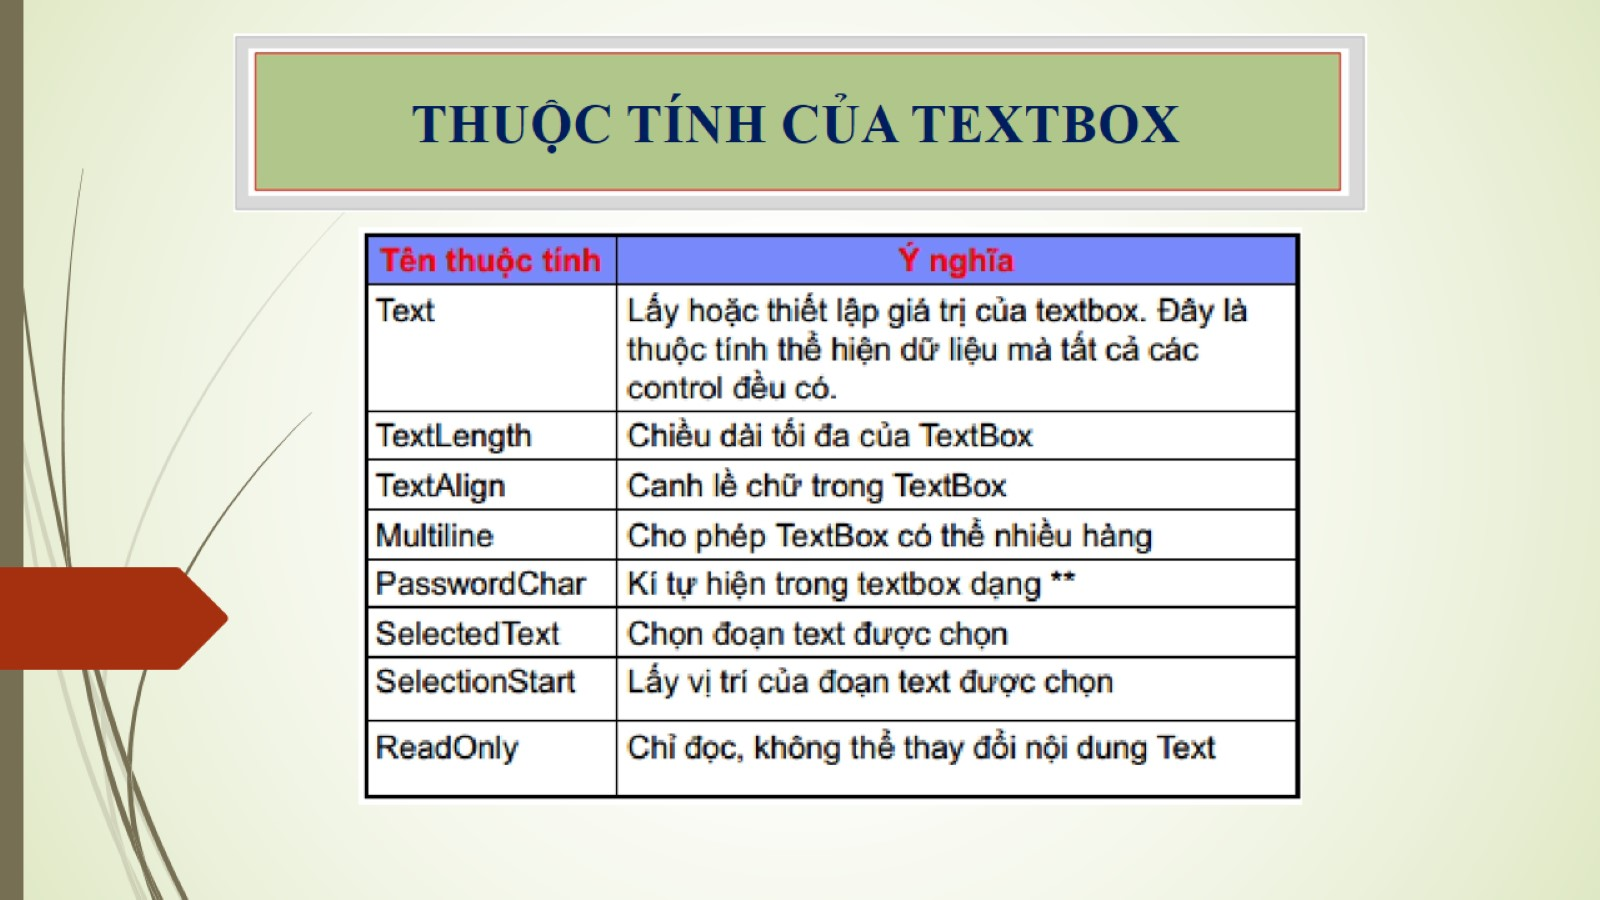 THUỘC TÍNH CỦA TEXTBOX
Tên thuộc tính Ý nghĩa
Text Lấy hoặc thiết lập giá trị của textbox. Đây là
thuộc tính thể hiện dữ liệu mà tất cả các
control đều có.
TextLength Chiều dài tối đa của TextBox
TextAlign Canh lề chữ trong TextBox
Multiline Cho phép TextBox có thể nhiều hàng
PasswordChar Kí tự hiện trong textbox dạng **
SelectedText Chọn đoạn text được chọn
SelectionStart Lấy vị trí của đoạn text được chọn
ReadOnly Chỉ đọc, không thể thay đổi nội dung Text